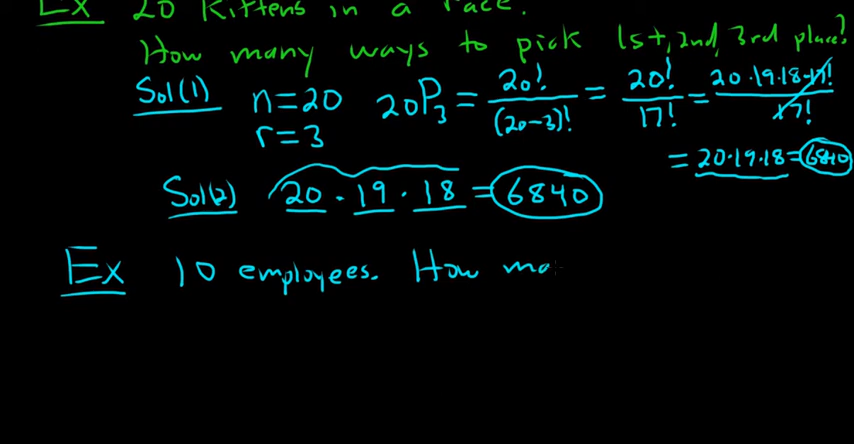 Ex 20 kittens in a race.
How many ways to pick 1st, 2nd, 3rd place?
Sol(1) n=20 20P₃ = 20!/(20-3)! = 20!/17! = 20·19·18·17!/17!
r=3
= 20·19·18 = 6840
Sol(2) 20 · 19 · 18 = 6840
Ex 10 employees. How ma